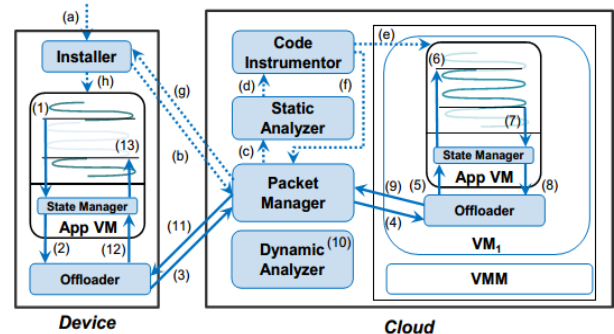 (a)
Installer
(h)
(1)
(13)
State Manager
App VM
(2)
(12)
Offloader
Device
(g)
(b)
(11)
(3)
Code
Instrumentor
(e)
(d)
(f)
Static
Analyzer
(c)
Packet
Manager
(9)
(4)
Dynamic
Analyzer
(10)
(6)
(7)
State Manager
(5)
App VM
(8)
Offloader
VM₁
VMM
Cloud